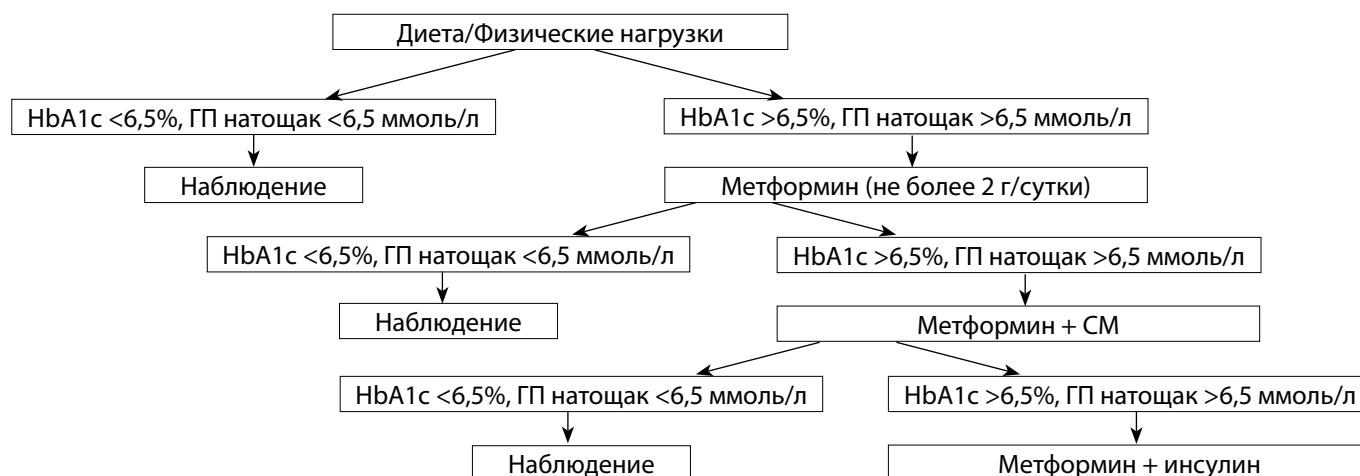 Диета/Физические нагрузки
HbA1c <6,5%, ГП натощак <6,5 ммоль/л
HbA1c >6,5%, ГП натощак >6,5 ммоль/л
Наблюдение
Метформин (не более 2 г/сутки)
HbA1c <6,5%, ГП натощак <6,5 ммоль/л
HbA1c >6,5%, ГП натощак >6,5 ммоль/л
Наблюдение
Метформин + СМ
HbA1c <6,5%, ГП натощак <6,5 ммоль/л
HbA1c >6,5%, ГП натощак >6,5 ммоль/л
Наблюдение
Метформин + инсулин